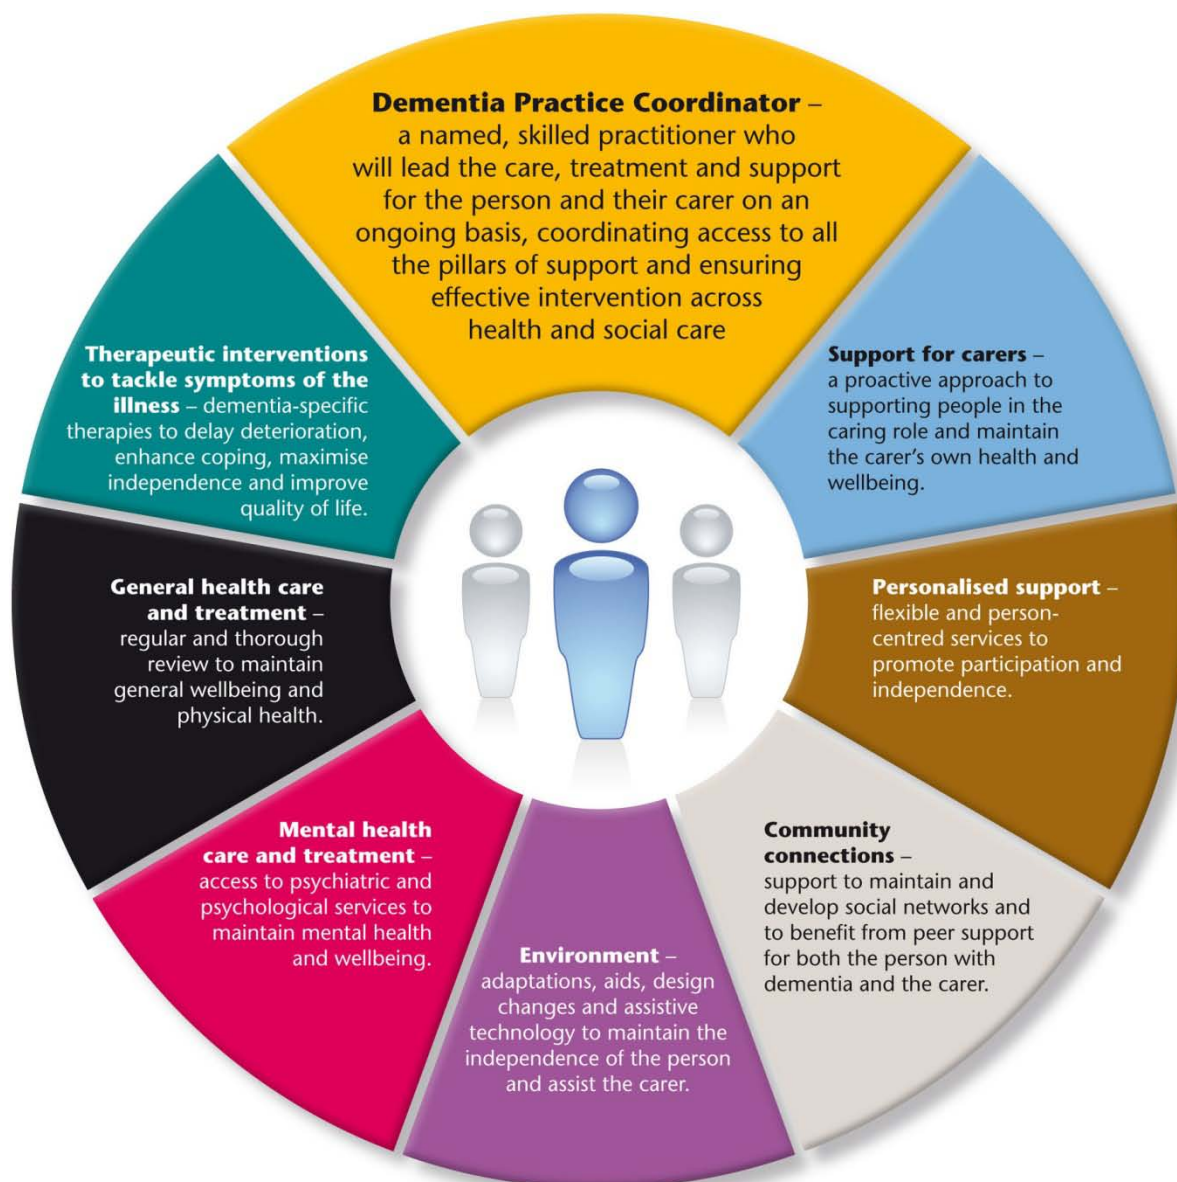 Dementia Practice Coordinator –
a named, skilled practitioner who
will lead the care, treatment and support
for the person and their carer on an
ongoing basis, coordinating access to all
the pillars of support and ensuring
effective intervention across
health and social care
Support for carers –
a proactive approach to
supporting people in the
caring role and maintain
the carer’s own health and
wellbeing.
Personalised support –
flexible and person-
centred services to
promote participation and
independence.
Community
connections –
support to maintain and
develop social networks and
to benefit from peer support
for both the person with
dementia and the carer.
Environment –
adaptations, aids, design
changes and assistive
technology to maintain the
independence of the person
and assist the carer.
Mental health
care and treatment –
access to psychiatric and
psychological services to
maintain mental health
and wellbeing.
General health care
and treatment –
regular and thorough
review to maintain
general wellbeing and
physical health.
Therapeutic interventions
to tackle symptoms of the
illness – dementia-specific
therapies to delay deterioration,
enhance coping, maximise
independence and improve
quality of life.